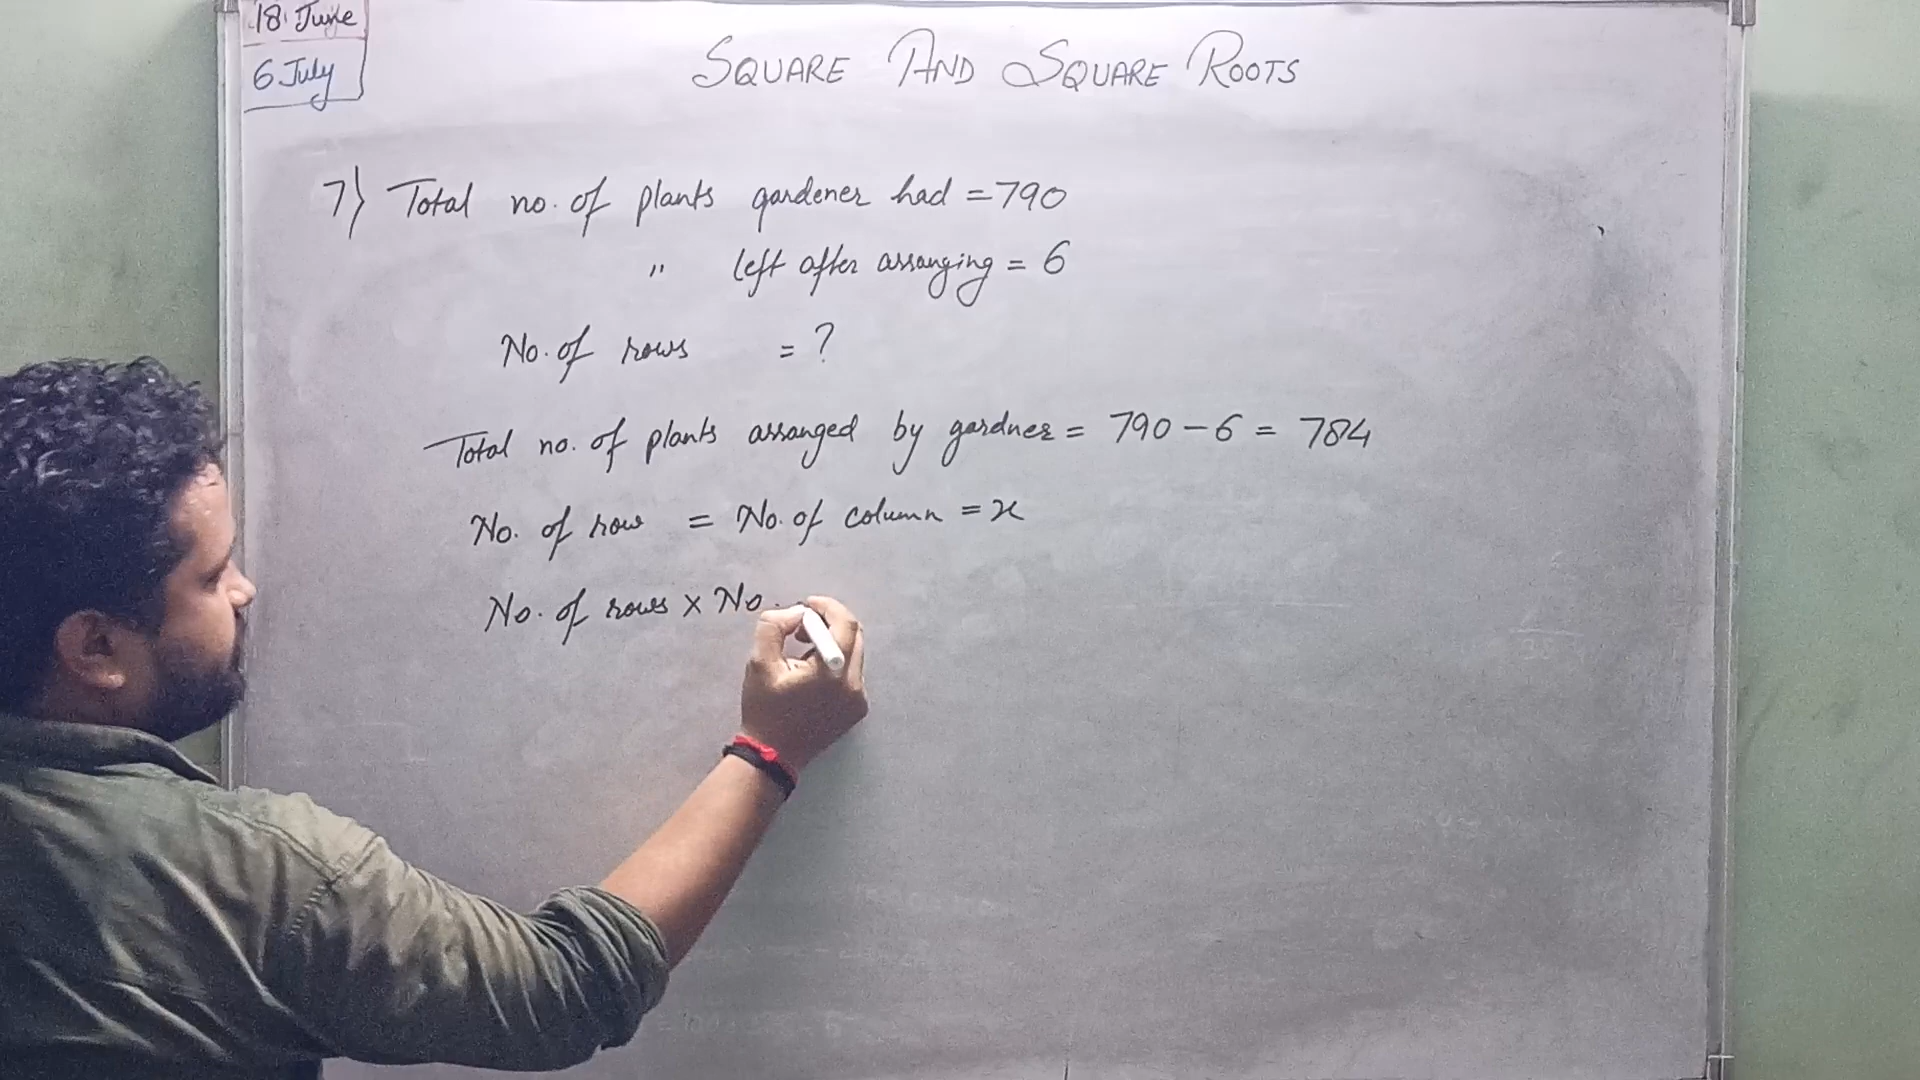 18. June
6 July
SQUARE AND SQUARE ROOTS
7) Total no. of plants gardener had = 790
" left after arranging = 6
No. of rows = ?
Total no. of plants arranged by gardner = 790 - 6 = 784
No. of row = No. of column = x
No. of rows × No.